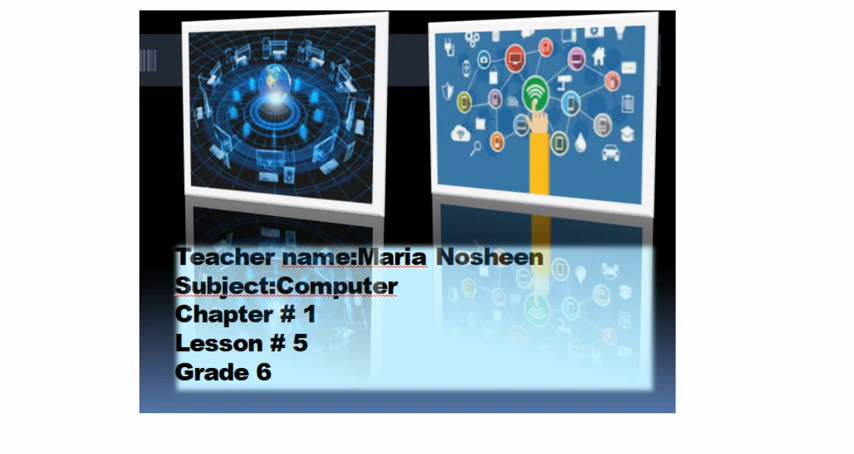 Teacher name:Maria Nosheen
Subject:Computer
Chapter # 1
Lesson # 5
Grade 6